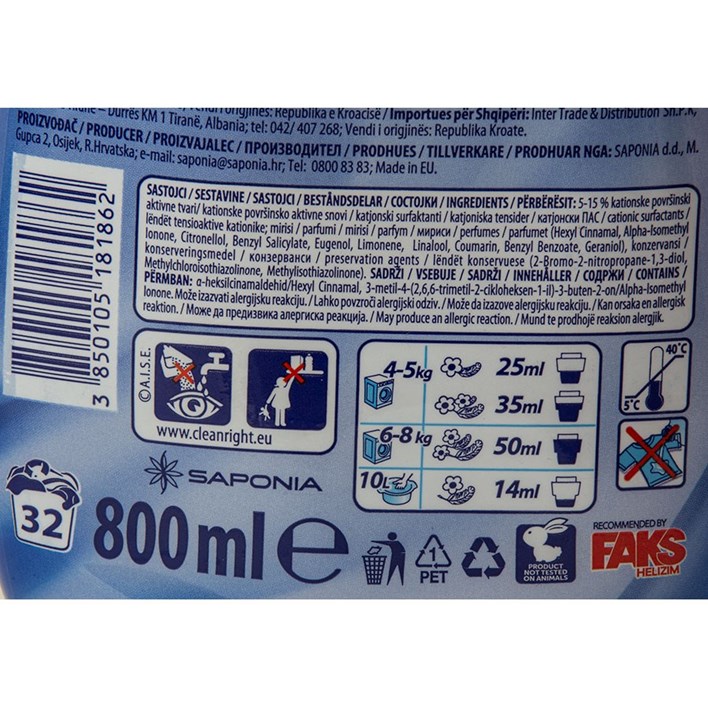 – Durrës KM 1 Tiranë, Albania; tel: 042/ 407 268; Vendi i origjinës: Republika e Kroacisë / Importues për Shqipëri: Inter Trade & Distribution Sh.P.K,
Vendi i origjinës: Republika Kroate.
PROIZVOĐAČ / PRODUCER / PROIZVAJALEC / ПРОИЗВОДИТЕЛ / PRODHUES / TILLVERKARE / PRODHUAR NGA: SAPONIA d.d., M.
Gupca 2, Osijek, R.Hrvatska; e-mail: saponia@saponia.hr; Tel: 0800 83 83; Made in EU.
SASTOJCI / SESTAVINE / SASTOJCI / BESTÅNDSDELAR / СОСТОЈКИ / INGREDIENTS / PËRBËRËSIT: 5-15 % kationske površinski
aktivne tvari/ kationske površinsko aktivne snovi / katjonski surfaktanti / katjoniska tensider / катјонски ПАС / cationic surfactants /
lëndët tensioaktive kationike; mirisi / parfumi / mirisi / parfym / мириси / perfumes / parfumet (Hexyl Cinnamal, Alpha-Isomethyl
Ionone, Citronellol, Benzyl Salicylate, Eugenol, Limonene, Linalool, Coumarin, Benzyl Benzoate, Geraniol), konzervansi /
konserveringsmedel / конзерванси / preservation agents / lëndët konservuese (2-Bromo-2-nitropropane-1,3-diol,
Methylchloroisothiazolinone, Methylisothiazolinone). SADRŽI / VSEBUJE / SADRŽI / INNEHÅLLER / СОДРЖИ / CONTAINS /
PËRMBAN: α-heksilcinamaldehid/Hexyl Cinnamal, 3-metil-4-(2,6,6-trimetil-2-cikloheksen-1-il)-3-buten-2-on/Alpha-Isomethyl
Ionone. Može izazvati alergijsku reakciju. / Lahko povzroči alergijski odziv. / Može da izazove alergijsku reakciju. / Kan orsaka en allergisk
reaktion. / Може да предизвика алергиска реакција. / May produce an allergic reaction. / Mund te prodhojë reaksion alergjik.
3 850105 181862
©A.I.S.E.
www.cleanright.eu
4-5kg 25ml
35ml
6-8 kg 50ml
10L 14ml
40°C
5°C
SAPONIA
32
800 ml e
1
PET
PRODUCT
NOT TESTED
ON ANIMALS
RECOMMENDED BY
FAKS
HELIZIM